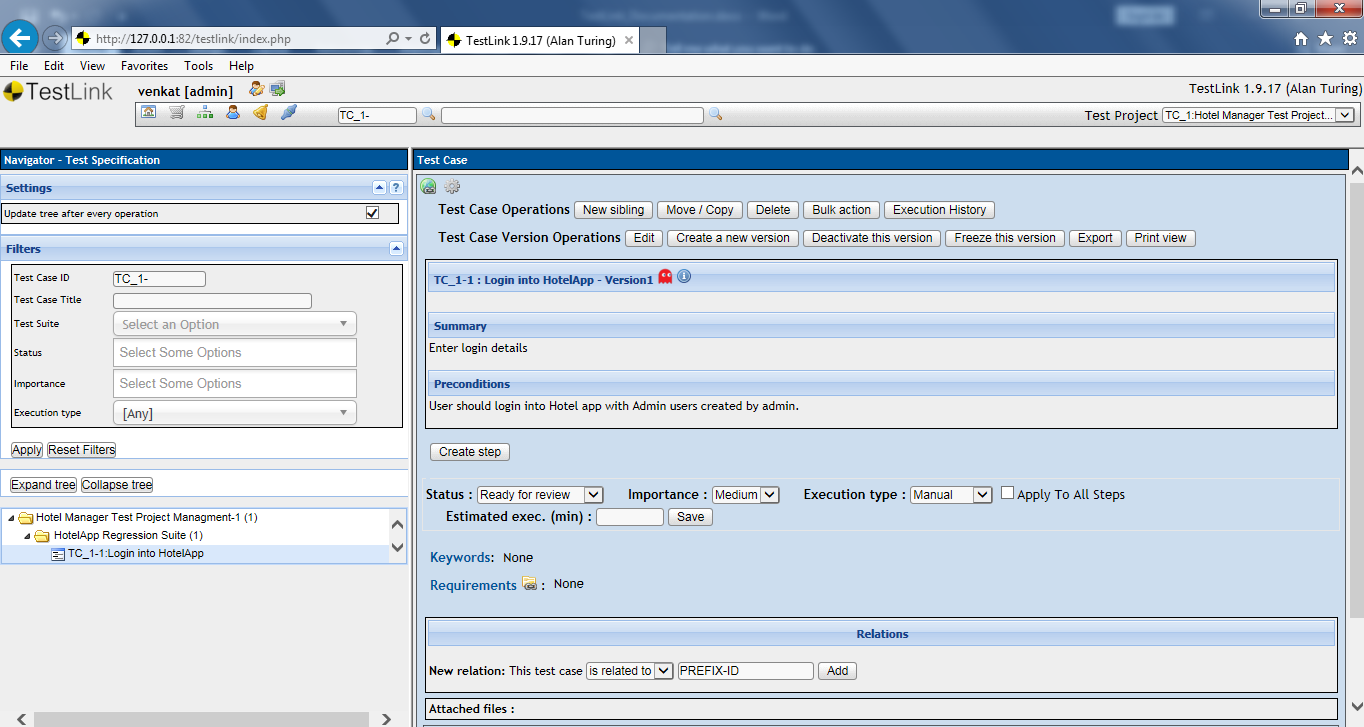 http://127.0.0.1:82/testlink/index.php
TestLink 1.9.17 (Alan Turing)
File Edit View Favorites Tools Help
TestLink
venkat [admin]
TestLink 1.9.17 (Alan Turing)
TC_1-
Test Project TC_1:Hotel Manager Test Project...
Navigator - Test Specification
Settings
?
Update tree after every operation
Filters
Test Case ID TC_1-
Test Case Title
Test Suite Select an Option
Status Select Some Options
Importance Select Some Options
Execution type [Any]
Apply Reset Filters
Expand tree Collapse tree
Hotel Manager Test Project Managment-1 (1)
HotelApp Regression Suite (1)
TC_1-1:Login into HotelApp
Test Case
Test Case Operations New sibling Move / Copy Delete Bulk action Execution History
Test Case Version Operations Edit Create a new version Deactivate this version Freeze this version Export Print view
TC_1-1 : Login into HotelApp - Version1
Summary
Enter login details
Preconditions
User should login into Hotel app with Admin users created by admin.
Create step
Status : Ready for review Importance : Medium Execution type : Manual Apply To All Steps
Estimated exec. (min) : Save
Keywords: None
Requirements : None
Relations
New relation: This test case is related to PREFIX-ID Add
Attached files :